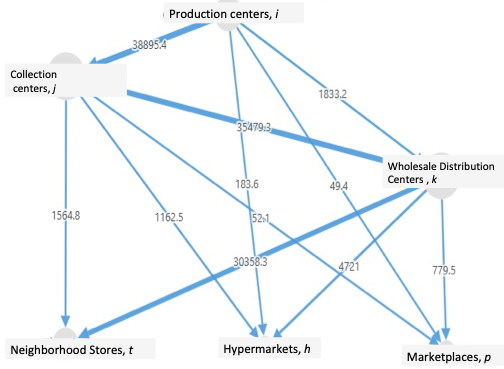 Production centers, i
38895.4
Collection
centers, j
1833.2
35479.3
Wholesale Distribution
Centers , k
183.6
49.4
1564.8
1162.5
52.1
30358.3
4721
779.5
Neighborhood Stores, t
Hypermarkets, h
Marketplaces, p